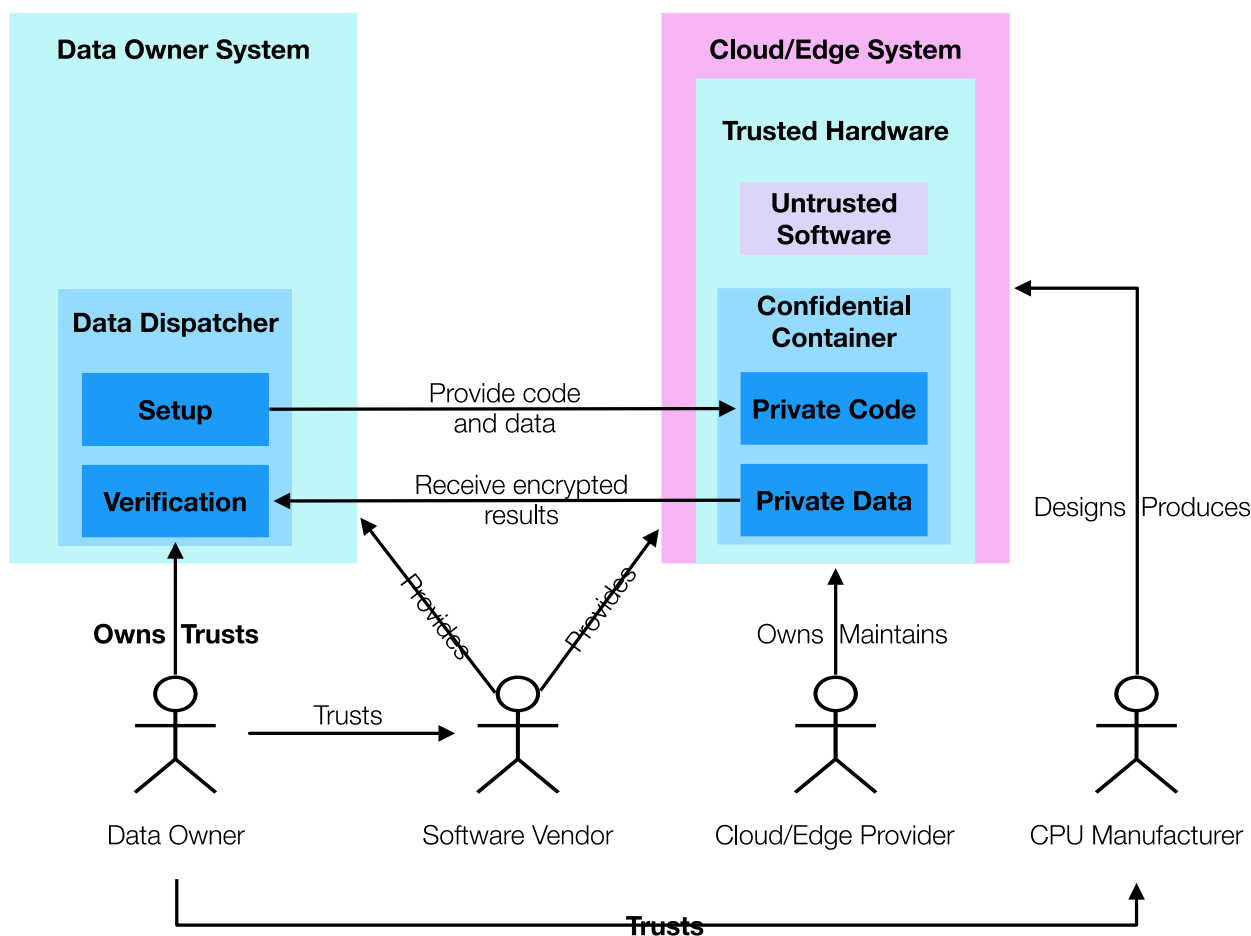 Data Owner System
Cloud/Edge System
Trusted Hardware
Untrusted
Software
Data Dispatcher
Confidential
Container
Setup
Provide code
and data
Private Code
Verification
Receive encrypted
results
Private Data
Designs Produces
Provides
Provides
Owns Trusts
Owns Maintains
Trusts
Data Owner
Software Vendor
Cloud/Edge Provider
CPU Manufacturer
Trusts